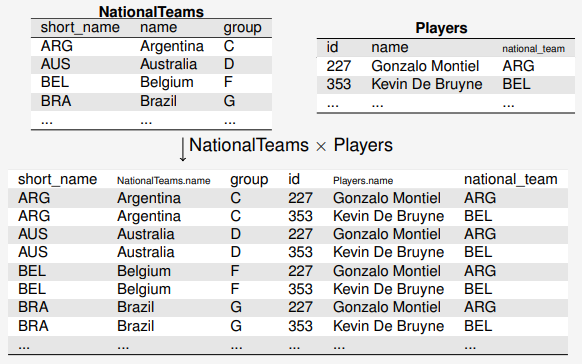 NationalTeams
short_name name group
ARG Argentina C
AUS Australia D
BEL Belgium F
BRA Brazil G
... ... ...
Players
id name national_team
227 Gonzalo Montiel ARG
353 Kevin De Bruyne BEL
... ... ...
↓ NationalTeams × Players
short_name NationalTeams.name group id Players.name national_team
ARG Argentina C 227 Gonzalo Montiel ARG
ARG Argentina C 353 Kevin De Bruyne BEL
AUS Australia D 227 Gonzalo Montiel ARG
AUS Australia D 353 Kevin De Bruyne BEL
BEL Belgium F 227 Gonzalo Montiel ARG
BEL Belgium F 353 Kevin De Bruyne BEL
BRA Brazil G 227 Gonzalo Montiel ARG
BRA Brazil G 353 Kevin De Bruyne BEL
... ... ... ... ... ...